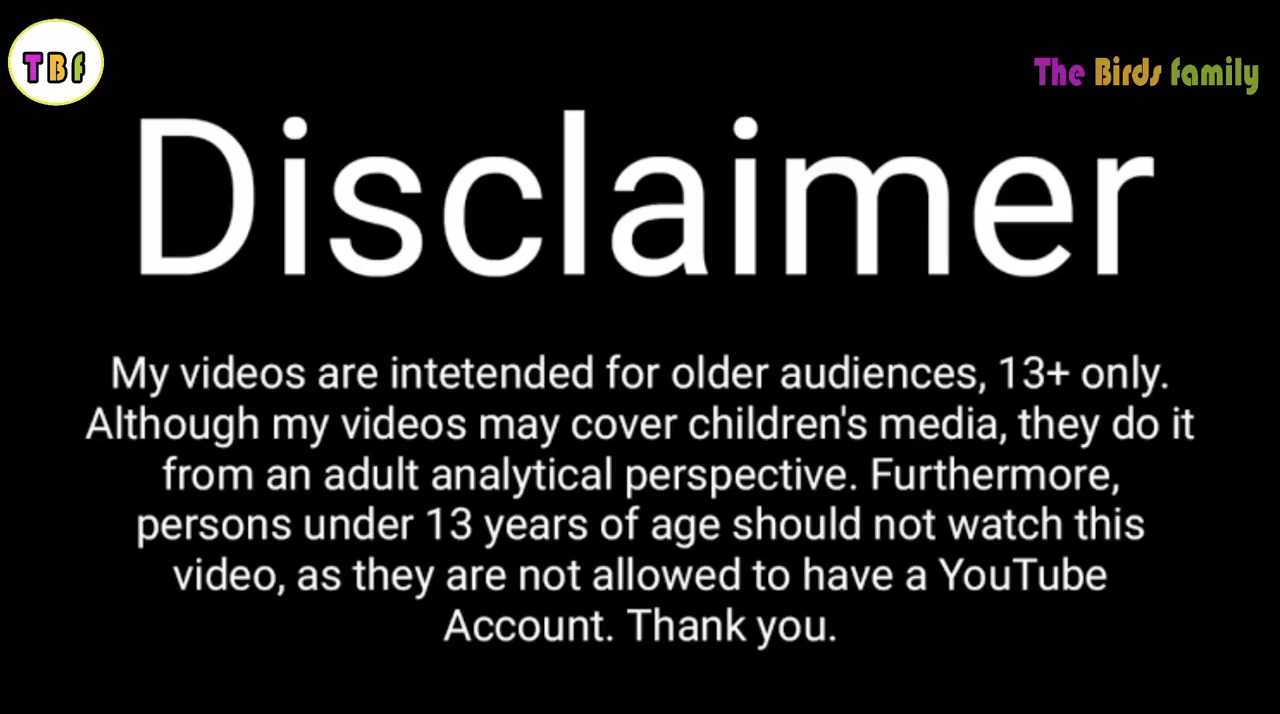 TBf
The Birds family
Disclaimer
My videos are intetended for older audiences, 13+ only.
Although my videos may cover children's media, they do it
from an adult analytical perspective. Furthermore,
persons under 13 years of age should not watch this
video, as they are not allowed to have a YouTube
Account. Thank you.